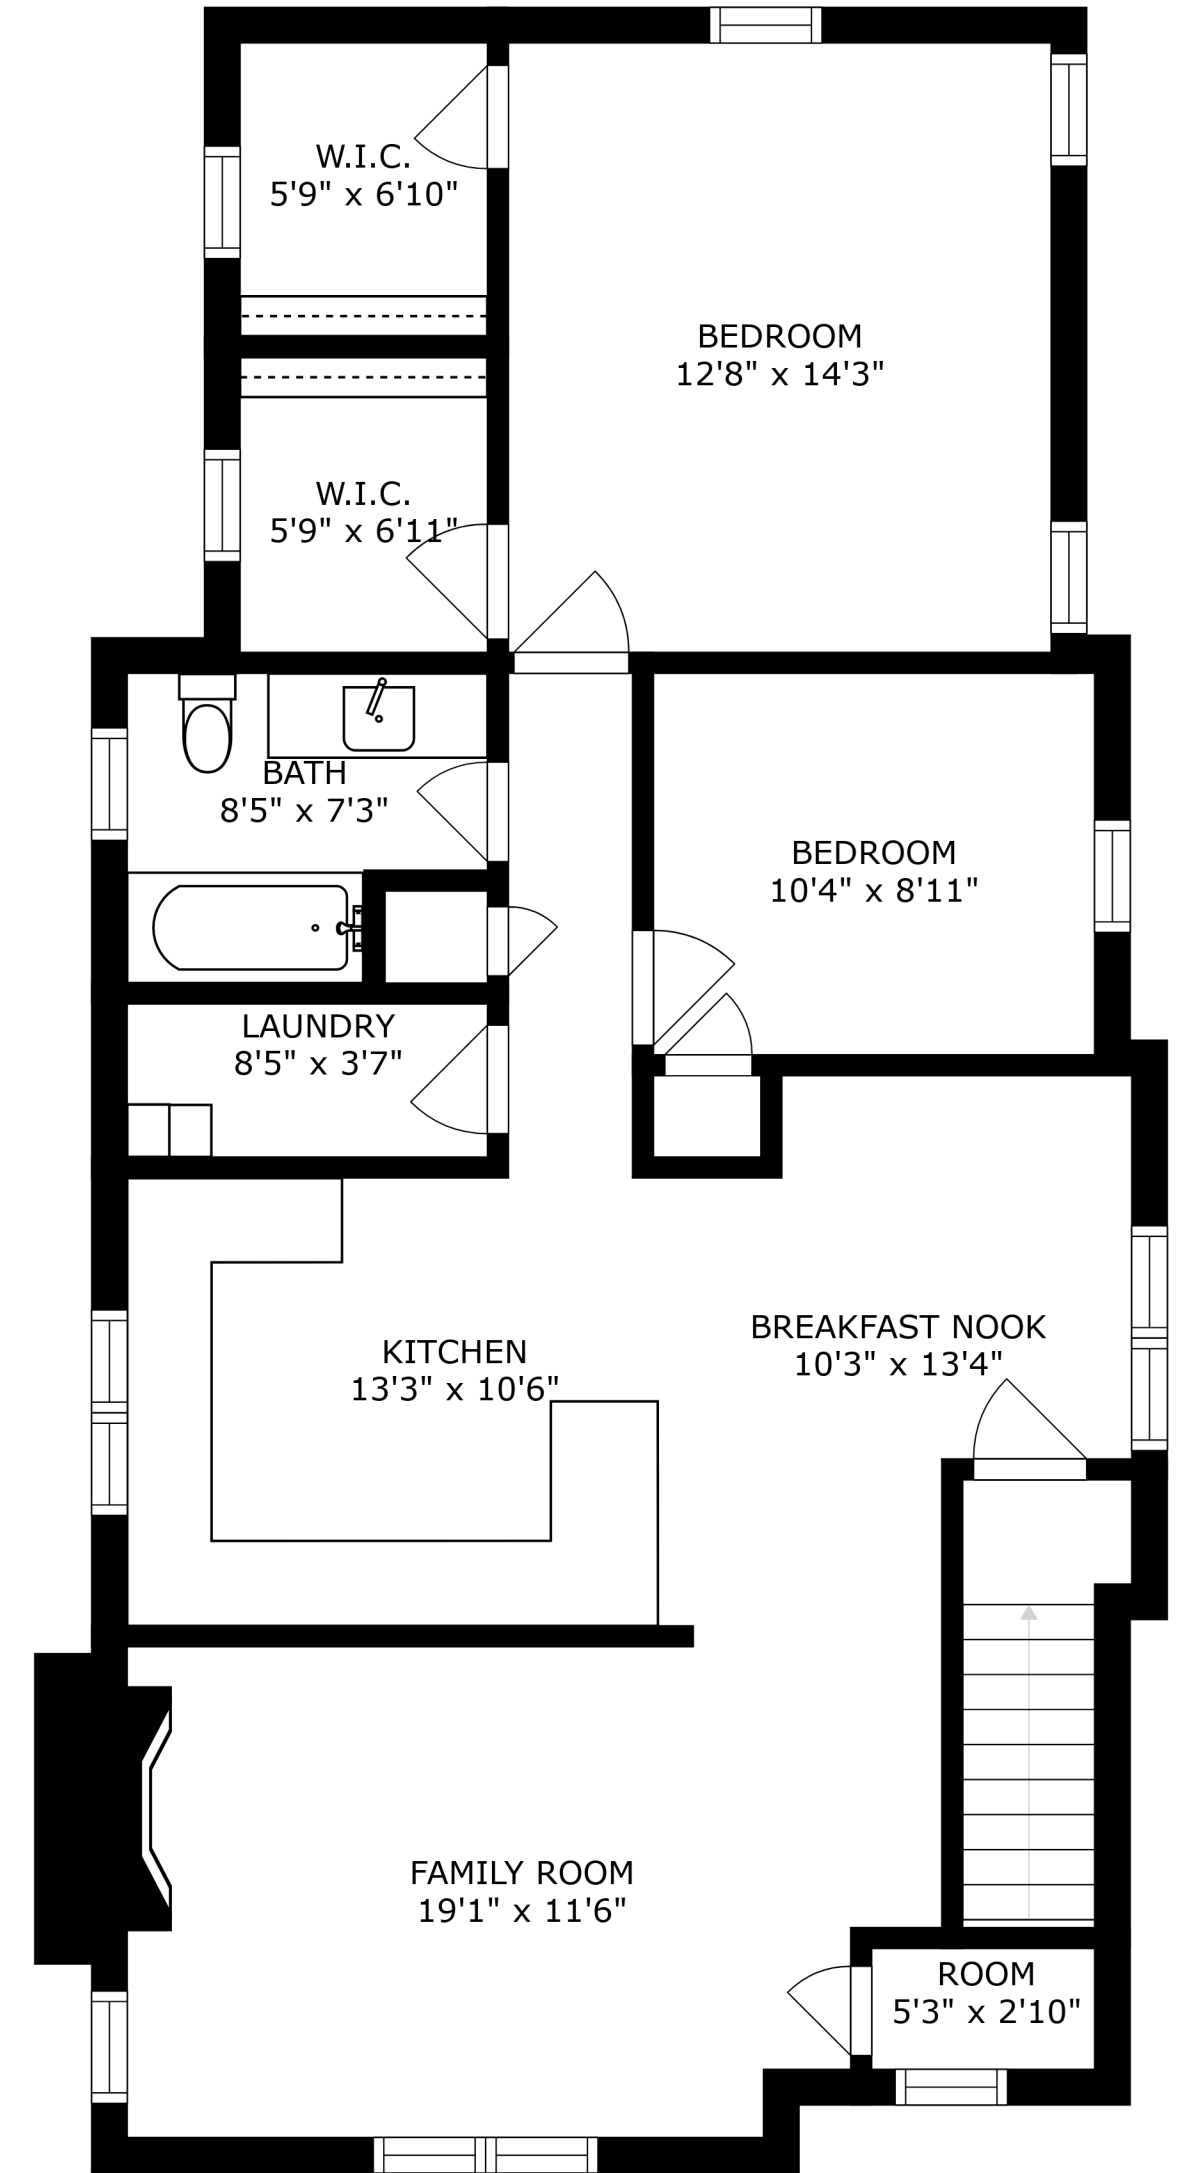 W.I.C.
5'9" x 6'10"
BEDROOM
12'8" x 14'3"
W.I.C.
5'9" x 6'11"
BATH
8'5" x 7'3"
BEDROOM
10'4" x 8'11"
LAUNDRY
8'5" x 3'7"
BREAKFAST NOOK
10'3" x 13'4"
KITCHEN
13'3" x 10'6"
FAMILY ROOM
19'1" x 11'6"
ROOM
5'3" x 2'10"